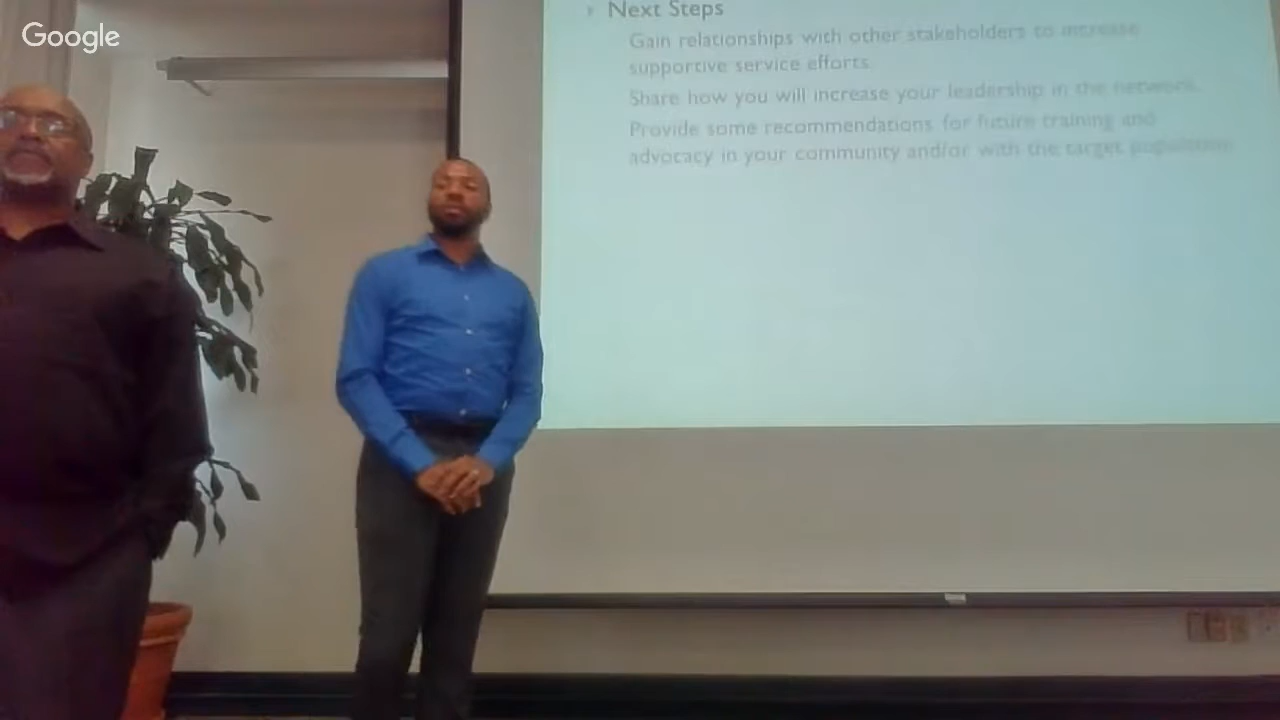 Google
Next Steps
Gain relationships with other stakeholders to increase
supportive service efforts.
Share how you will increase your leadership in the network.
Provide some recommendations for future training and
advocacy in your community and/or with the target population.